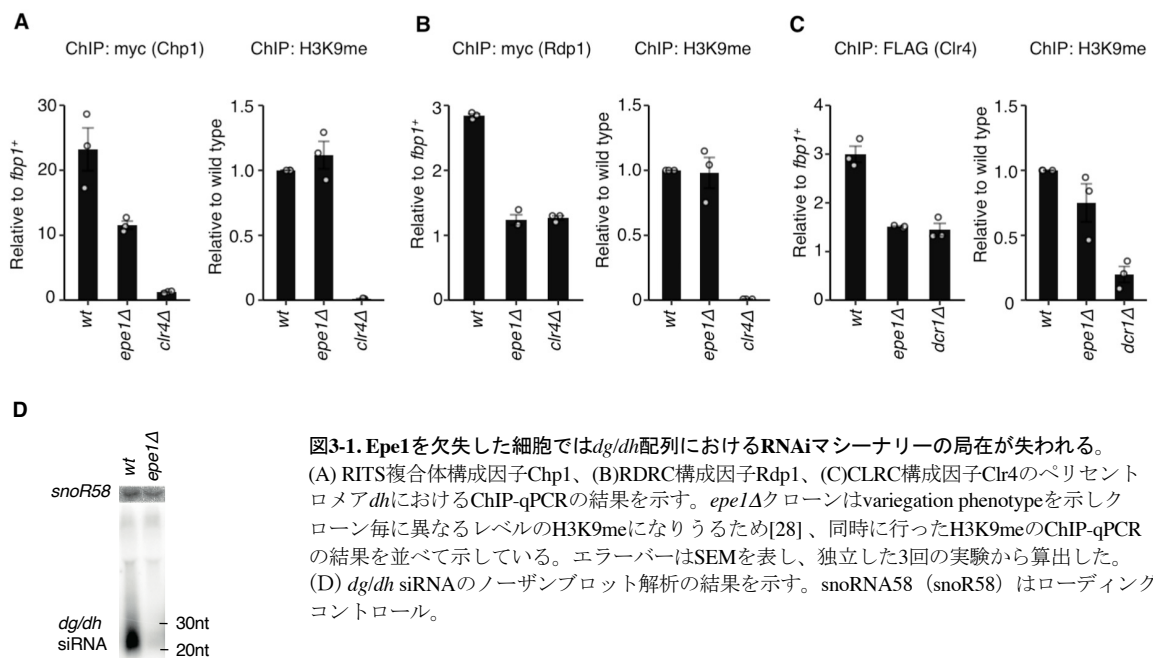 A
ChIP: myc (Chp1)
Relative to fbp1+
30
20
10
0
wt
epe1Δ
clr4Δ
ChIP: H3K9me
Relative to wild type
1.5
1.0
0.5
0
wt
epe1Δ
clr4Δ
B
ChIP: myc (Rdp1)
Relative to fbp1+
3
2
1
0
wt
epe1Δ
clr4Δ
ChIP: H3K9me
Relative to wild type
1.5
1.0
0.5
0
wt
epe1Δ
clr4Δ
C
ChIP: FLAG (Clr4)
Relative to fbp1+
4
3
2
1
0
wt
epe1Δ
dcr1Δ
ChIP: H3K9me
Relative to wild type
1.5
1.0
0.5
0
wt
epe1Δ
dcr1Δ
D
wt
epe1Δ
snoR58
dg/dh
siRNA
30nt
20nt
図3-1. Epe1を欠失した細胞ではdg/dh配列におけるRNAiマシーナリーの局在が失われる。
(A) RITS複合体構成因子Chp1、(B)RDRC構成因子Rdp1、(C)CLRC構成因子Clr4のペリセント
ロメアdhにおけるChIP-qPCRの結果を示す。epe1Δクローンはvariegation phenotypeを示しク
ローン毎に異なるレベルのH3K9meになりうるため[28]、同時に行ったH3K9meのChIP-qPCR
の結果を並べて示している。エラーバーはSEMを表し、独立した3回の実験から算出した。
(D) dg/dh siRNAのノーザンブロット解析の結果を示す。snoRNA58（snoR58）はローディング
コントロール。